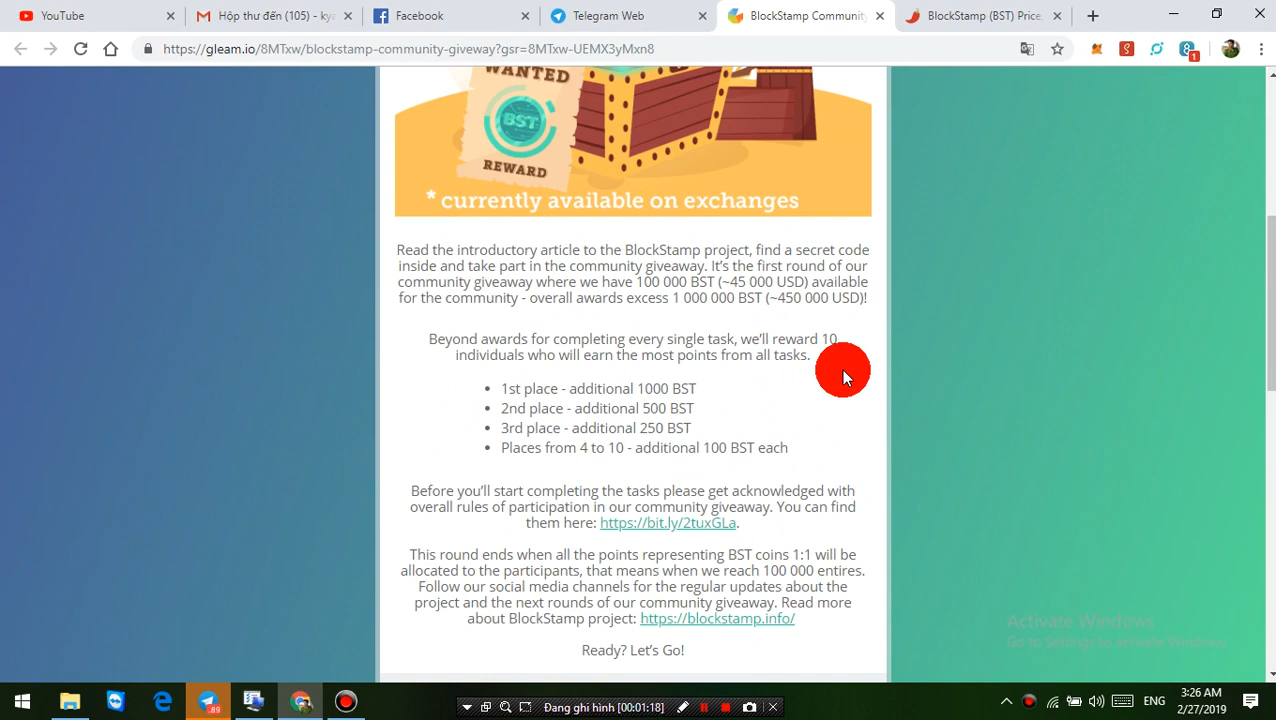 YouTube
Hộp thư đến (105) - kya
Facebook
Telegram Web
BlockStamp Community
BlockStamp (BST) Price,
https://gleam.io/8MTxw/blockstamp-community-giveway?gsr=8MTxw-UEMX3yMxn8
1
WANTED
BST
REWARD
* currently available on exchanges
Read the introductory article to the BlockStamp project, find a secret code
inside and take part in the community giveaway. It's the first round of our
community giveaway where we have 100 000 BST (~45 000 USD) available
for the community - overall awards excess 1 000 000 BST (~450 000 USD)!
Beyond awards for completing every single task, we'll reward 10
individuals who will earn the most points from all tasks.
• 1st place - additional 1000 BST
• 2nd place - additional 500 BST
• 3rd place - additional 250 BST
• Places from 4 to 10 - additional 100 BST each
Before you'll start completing the tasks please get acknowledged with
overall rules of participation in our community giveaway. You can find
them here: https://bit.ly/2tuxGLa.
This round ends when all the points representing BST coins 1:1 will be
allocated to the participants, that means when we reach 100 000 entires.
Follow our social media channels for the regular updates about the
project and the next rounds of our community giveaway. Read more
about BlockStamp project: https://blockstamp.info/
Ready? Let's Go!
Activate Windows
Go to Settings to activate Windows.
89
Đang ghi hình [00:01:18]
ENG
3:26 AM
2/27/2019